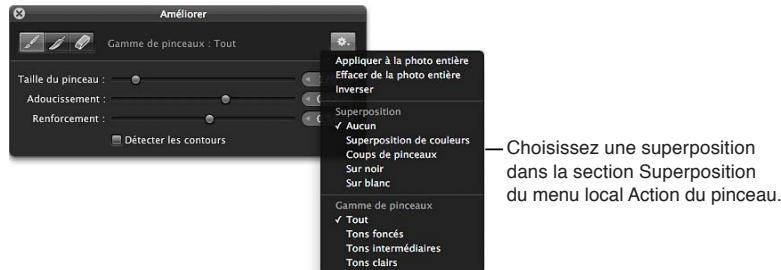 Améliorer
Gamme de pinceaux : Tout
Taille du pinceau :
Adoucissement :
Renforcement :
Détecter les contours
Appliquer à la photo entière
Effacer de la photo entière
Inverser
Superposition
✓ Aucun
Superposition de couleurs
Coups de pinceaux
Sur noir
Sur blanc
Gamme de pinceaux
✓ Tout
Tons foncés
Tons intermédiaires
Tons clairs
Choisissez une superposition
dans la section Superposition
du menu local Action du pinceau.